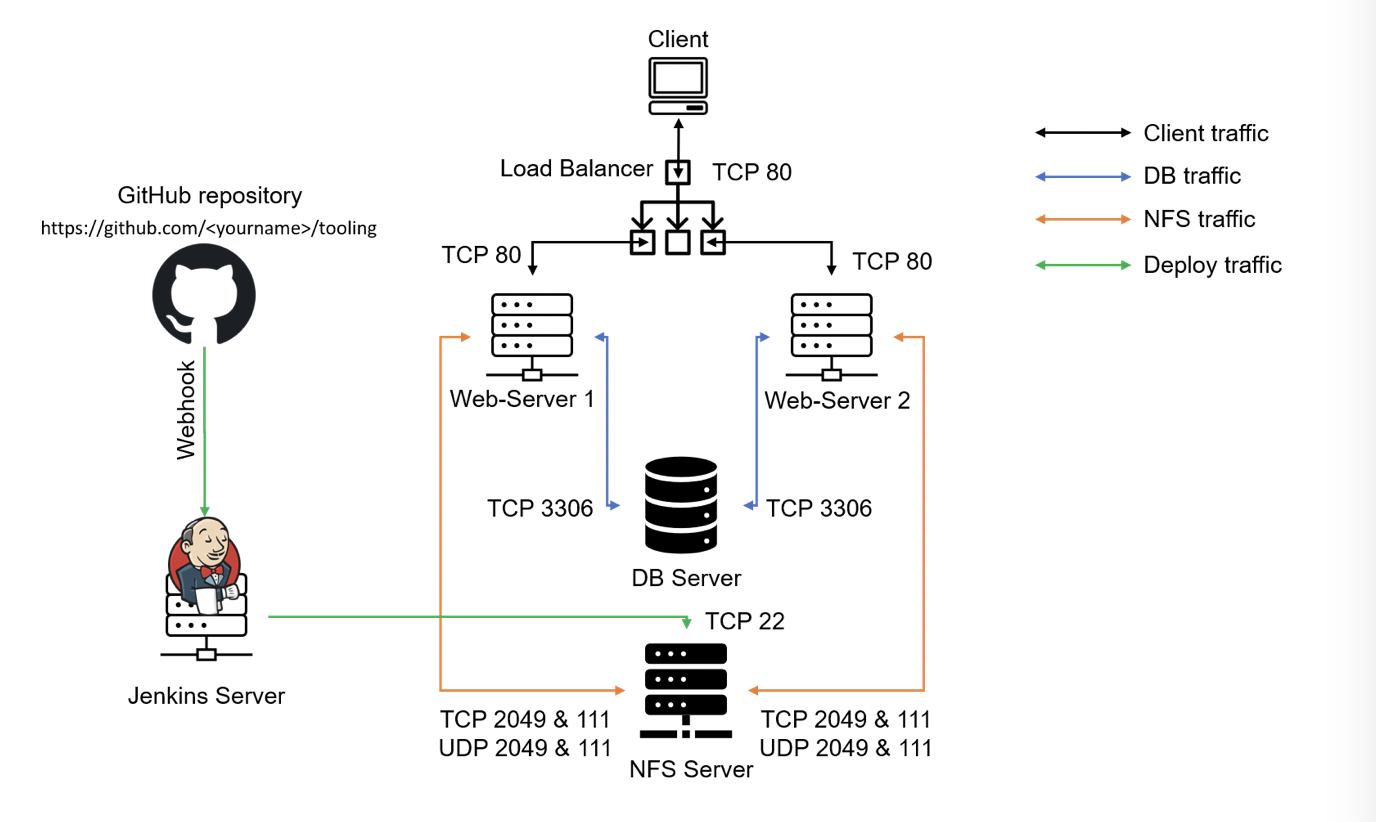 Client
Load Balancer
TCP 80
Client traffic
DB traffic
NFS traffic
Deploy traffic
GitHub repository
https://github.com/<yourname>/tooling
TCP 80
TCP 80
Webhook
Web-Server 1
Web-Server 2
TCP 3306
TCP 3306
DB Server
TCP 22
Jenkins Server
TCP 2049 & 111
UDP 2049 & 111
TCP 2049 & 111
UDP 2049 & 111
NFS Server